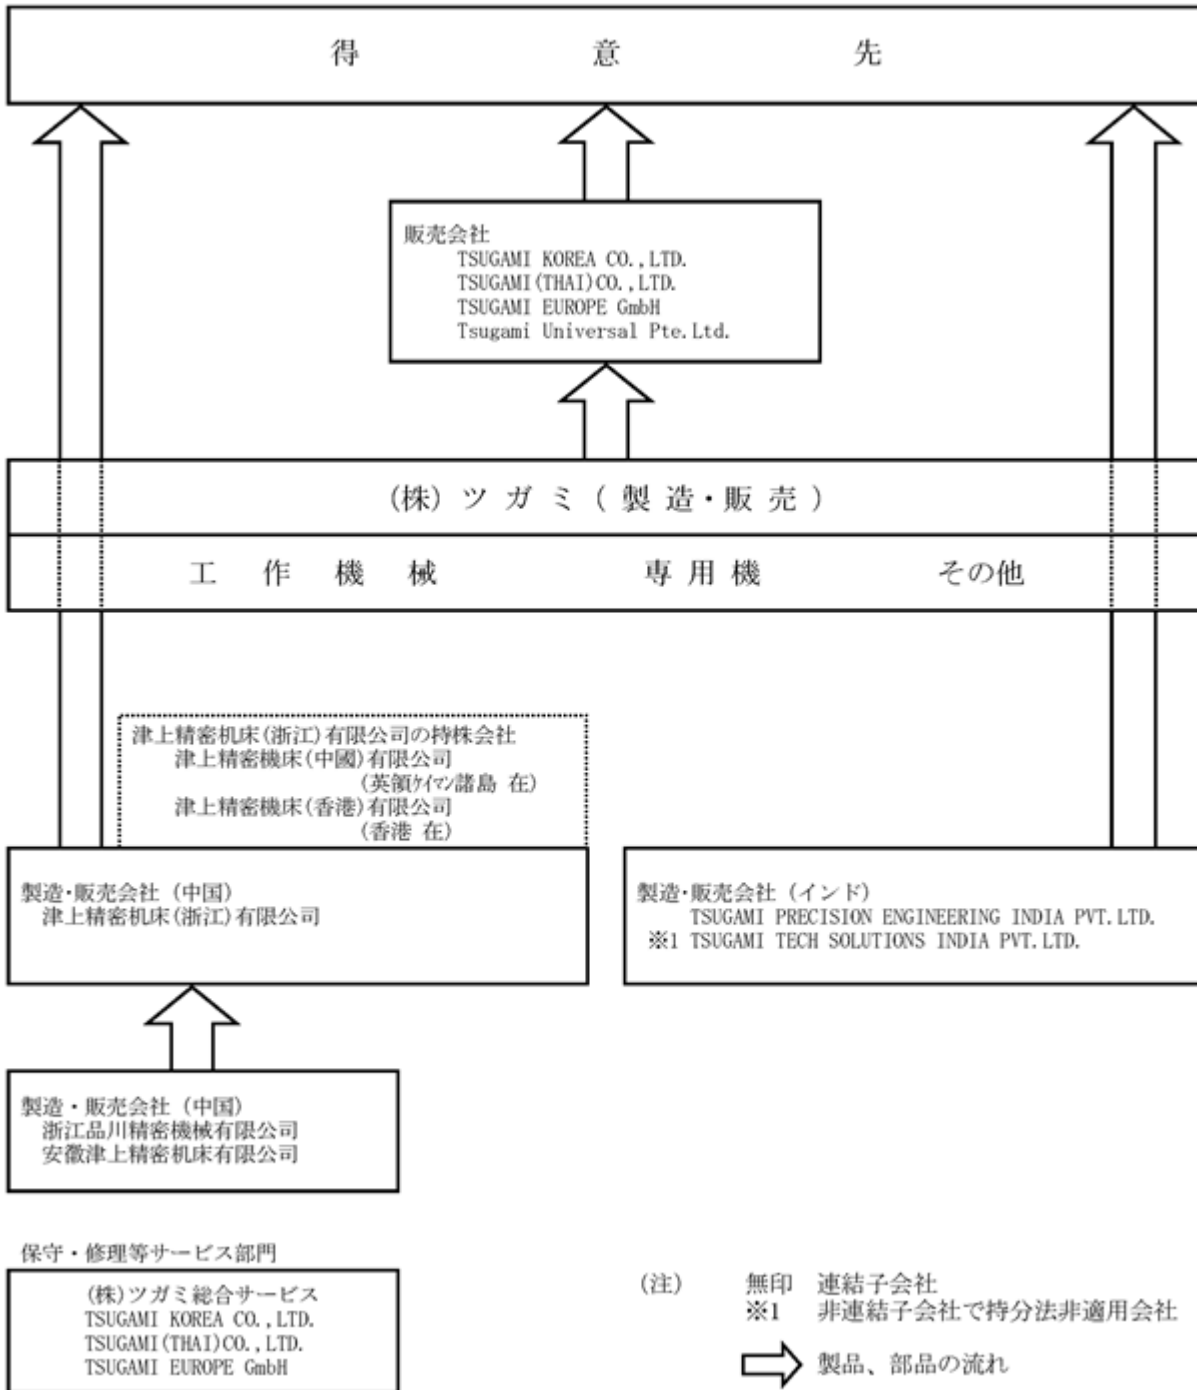 得意先
販売会社
TSUGAMI KOREA CO.,LTD.
TSUGAMI(THAI)CO.,LTD.
TSUGAMI EUROPE GmbH
Tsugami Universal Pte.Ltd.
(株)ツガミ(製造・販売)
工作機械 専用機 その他
津上精密机床(浙江)有限公司の持株会社
津上精密機床(中國)有限公司
(英領ケイマン諸島 在)
津上精密機床(香港)有限公司
(香港 在)
製造・販売会社(中国)
津上精密机床(浙江)有限公司
製造・販売会社(インド)
TSUGAMI PRECISION ENGINEERING INDIA PVT.LTD.
※1 TSUGAMI TECH SOLUTIONS INDIA PVT.LTD.
製造・販売会社(中国)
浙江品川精密機械有限公司
安徽津上精密机床有限公司
保守・修理等サービス部門
(株)ツガミ総合サービス
TSUGAMI KOREA CO.,LTD.
TSUGAMI(THAI)CO.,LTD.
TSUGAMI EUROPE GmbH
(注) 無印 連結子会社
※1 非連結子会社で持分法非適用会社
製品、部品の流れ